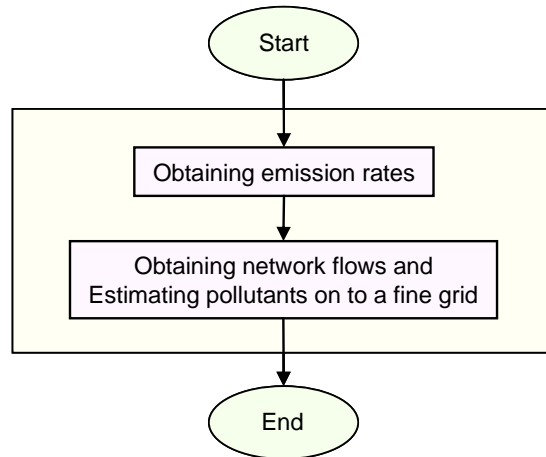 Start
Obtaining emission rates
Obtaining network flows and
Estimating pollutants on to a fine grid
End